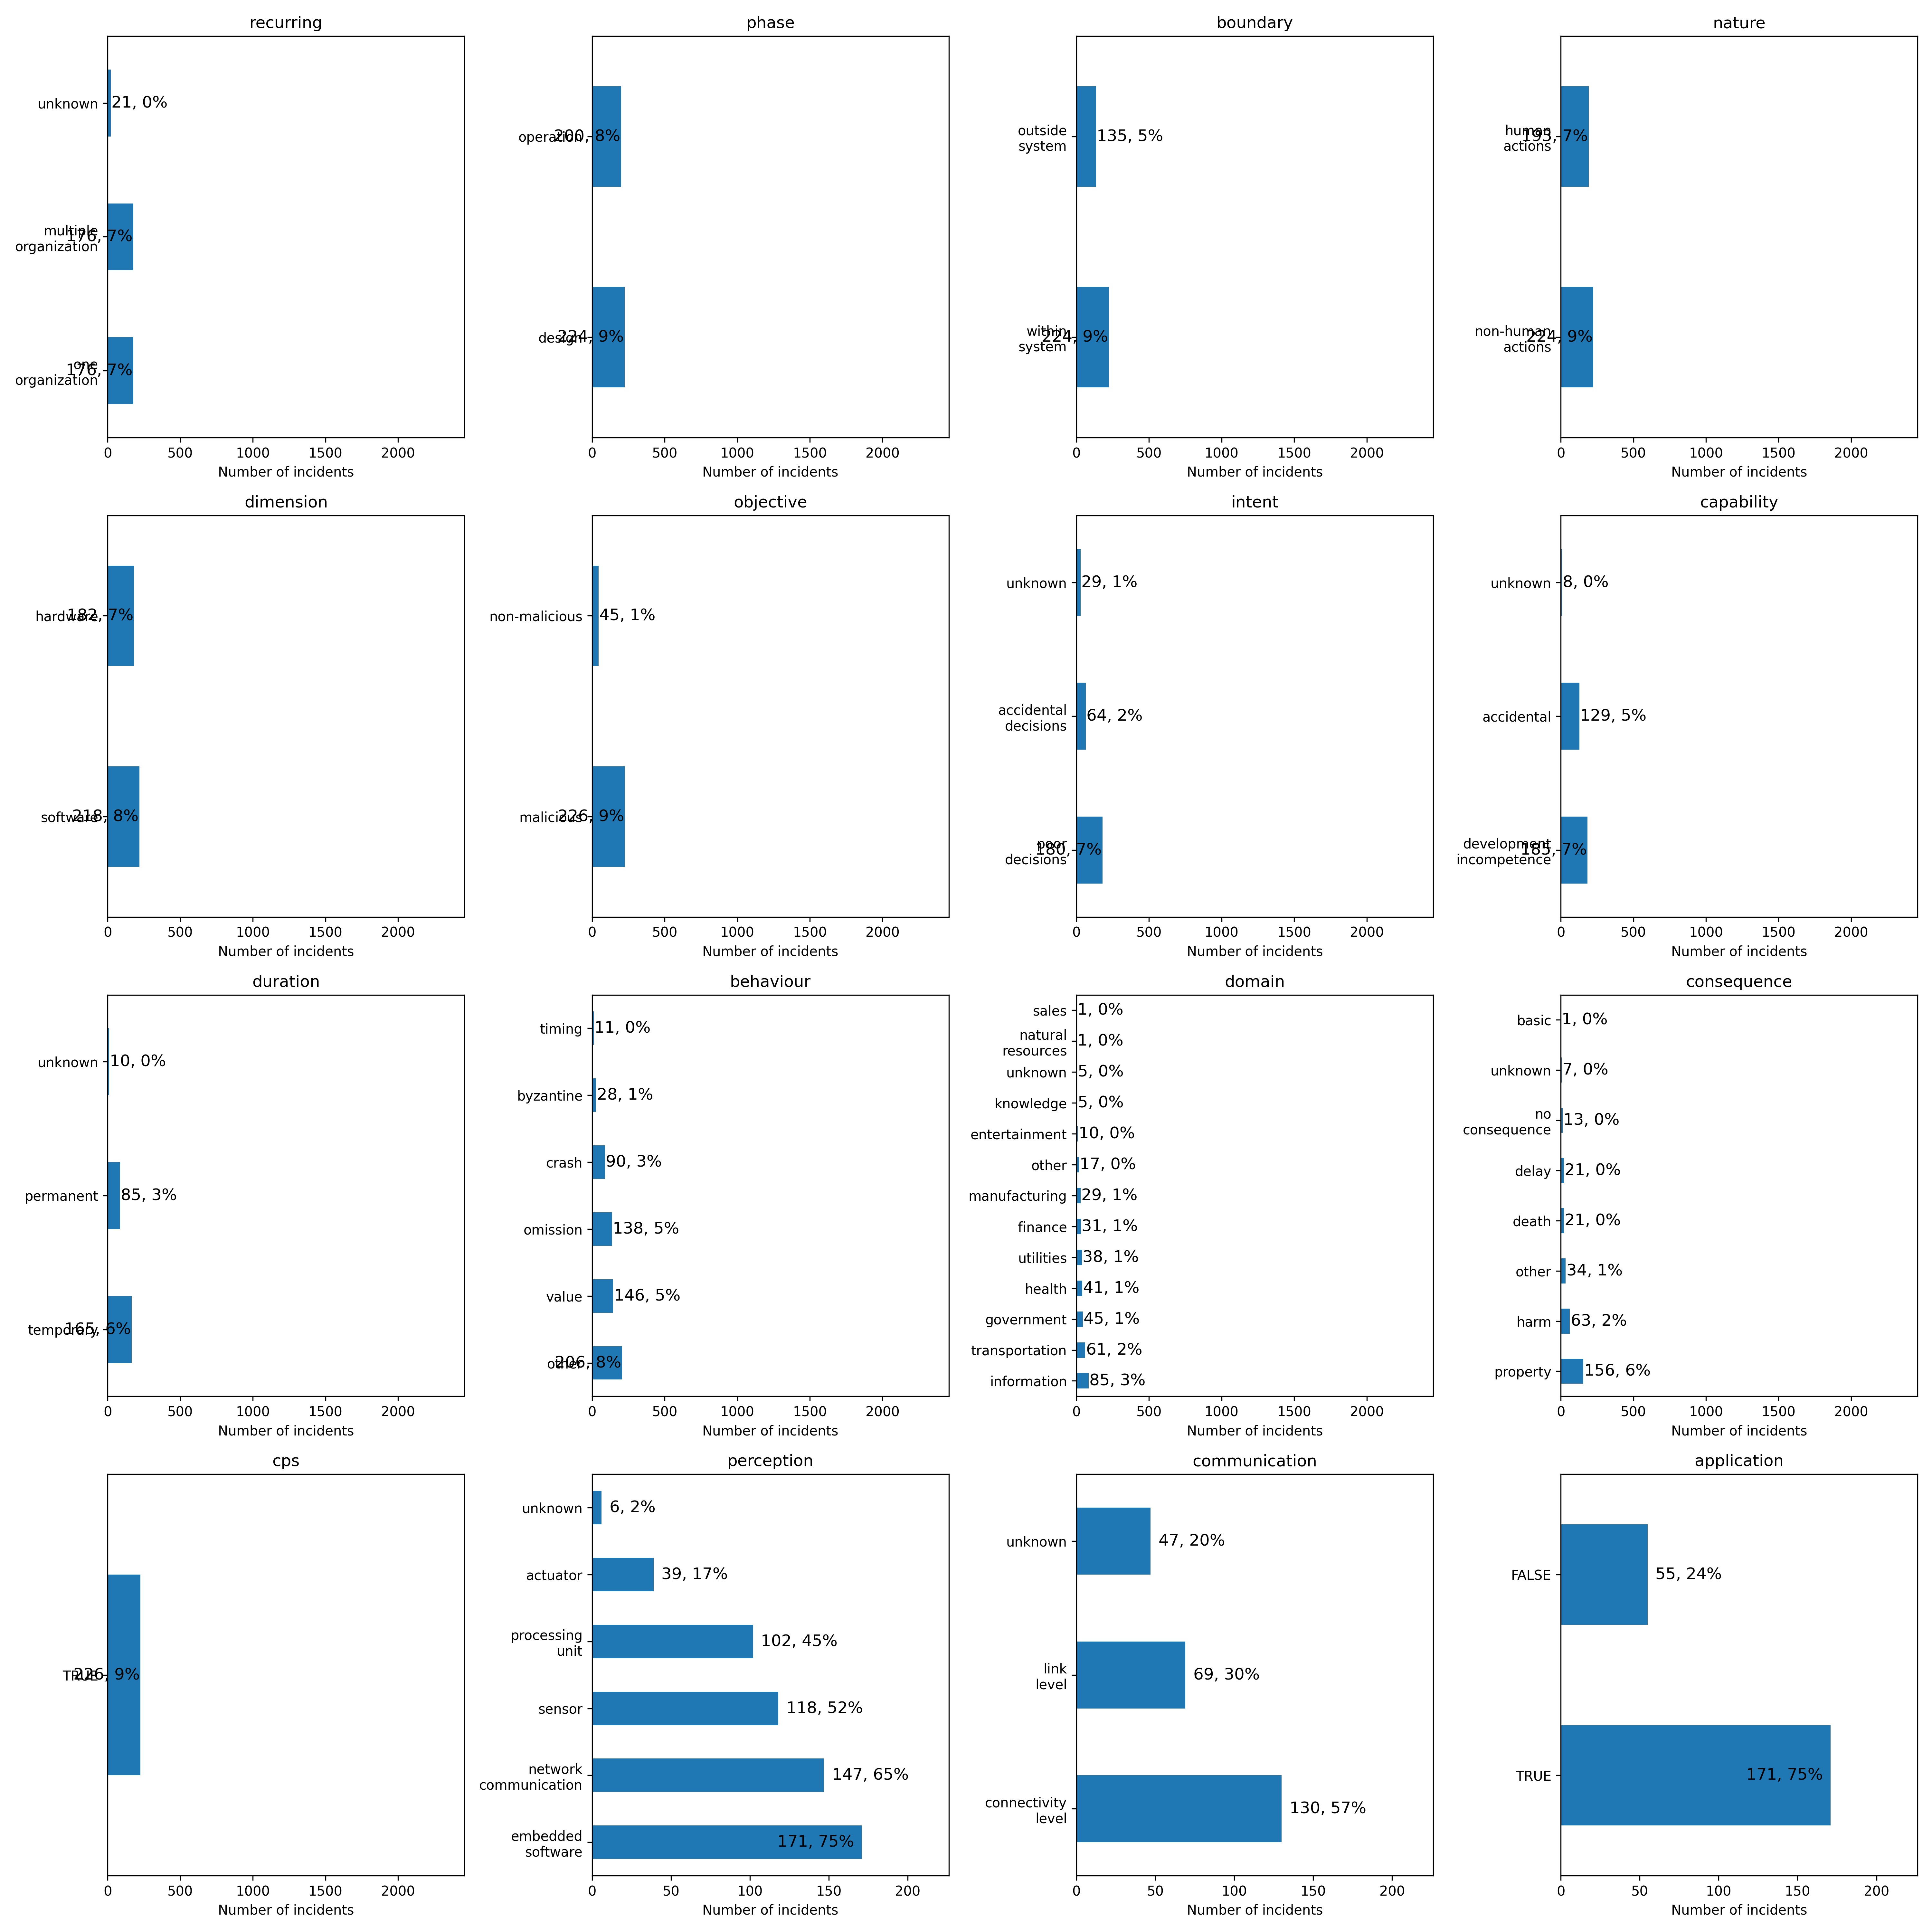 recurring
unknown
21, 0%
multiple
organization
176, 7%
one
organization
176, 7%
0 500 1000 1500 2000
Number of incidents
phase
operation
200, 8%
design
224, 9%
0 500 1000 1500 2000
Number of incidents
boundary
outside
system
135, 5%
within
system
224, 9%
0 500 1000 1500 2000
Number of incidents
nature
human
actions
193, 7%
non-human
actions
224, 9%
0 500 1000 1500 2000
Number of incidents
dimension
hardware
182, 7%
software
218, 8%
0 500 1000 1500 2000
Number of incidents
objective
non-malicious
45, 1%
malicious
226, 9%
0 500 1000 1500 2000
Number of incidents
intent
unknown
29, 1%
accidental
decisions
64, 2%
poor
decisions
180, 7%
0 500 1000 1500 2000
Number of incidents
capability
unknown
8, 0%
accidental
129, 5%
development
incompetence
185, 7%
0 500 1000 1500 2000
Number of incidents
duration
unknown
10, 0%
permanent
85, 3%
temporary
165, 6%
0 500 1000 1500 2000
Number of incidents
behaviour
timing
11, 0%
byzantine
28, 1%
crash
90, 3%
omission
138, 5%
value
146, 5%
other
206, 8%
0 500 1000 1500 2000
Number of incidents
domain
sales
1, 0%
natural
resources
1, 0%
unknown
5, 0%
knowledge
5, 0%
entertainment
10, 0%
other
17, 0%
manufacturing
29, 1%
finance
31, 1%
utilities
38, 1%
health
41, 1%
government
45, 1%
transportation
61, 2%
information
85, 3%
0 500 1000 1500 2000
Number of incidents
consequence
basic
1, 0%
unknown
7, 0%
no
consequence
13, 0%
delay
21, 0%
death
21, 0%
other
34, 1%
harm
63, 2%
property
156, 6%
0 500 1000 1500 2000
Number of incidents
cps
TRUE
226, 9%
0 500 1000 1500 2000
Number of incidents
perception
unknown
6, 2%
actuator
39, 17%
processing
unit
102, 45%
sensor
118, 52%
network
communication
147, 65%
embedded
software
171, 75%
0 50 100 150 200
Number of incidents
communication
unknown
47, 20%
link
level
69, 30%
connectivity
level
130, 57%
0 50 100 150 200
Number of incidents
application
FALSE
55, 24%
TRUE
171, 75%
0 50 100 150 200
Number of incidents